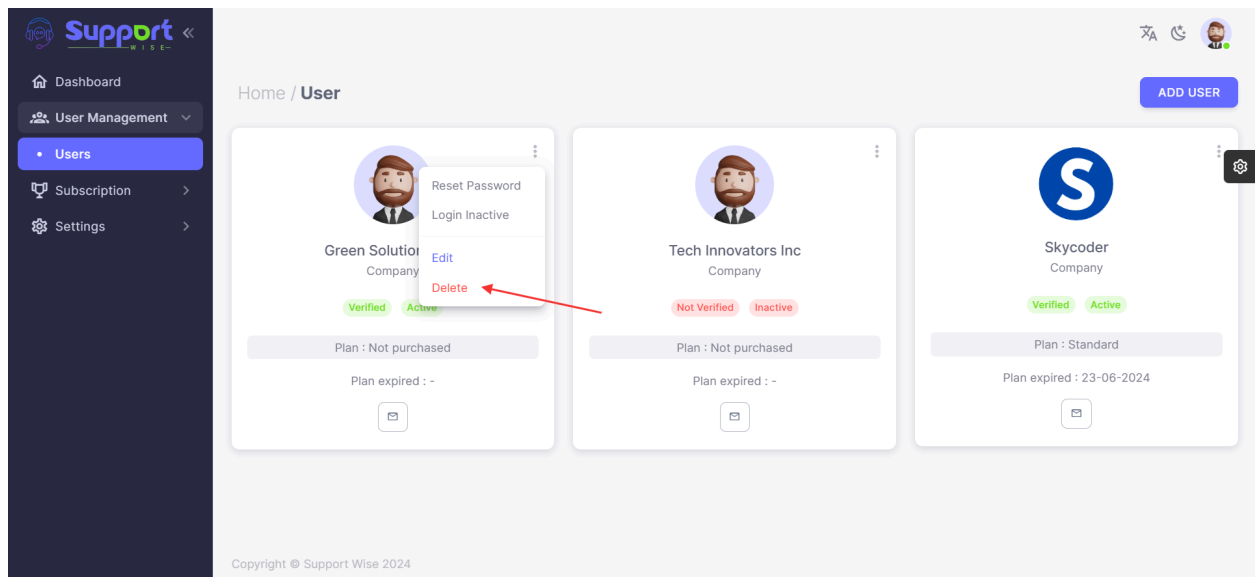 Support
WISE
Dashboard
User Management
Users
Subscription
Settings
Home / User
ADD USER
Reset Password
Login Inactive
Edit
Delete
Green Solution
Company
Verified Active
Plan : Not purchased
Plan expired : -
Tech Innovators Inc
Company
Not Verified Inactive
Plan : Not purchased
Plan expired : -
S
Skycoder
Company
Verified Active
Plan : Standard
Plan expired : 23-06-2024
Copyright © Support Wise 2024